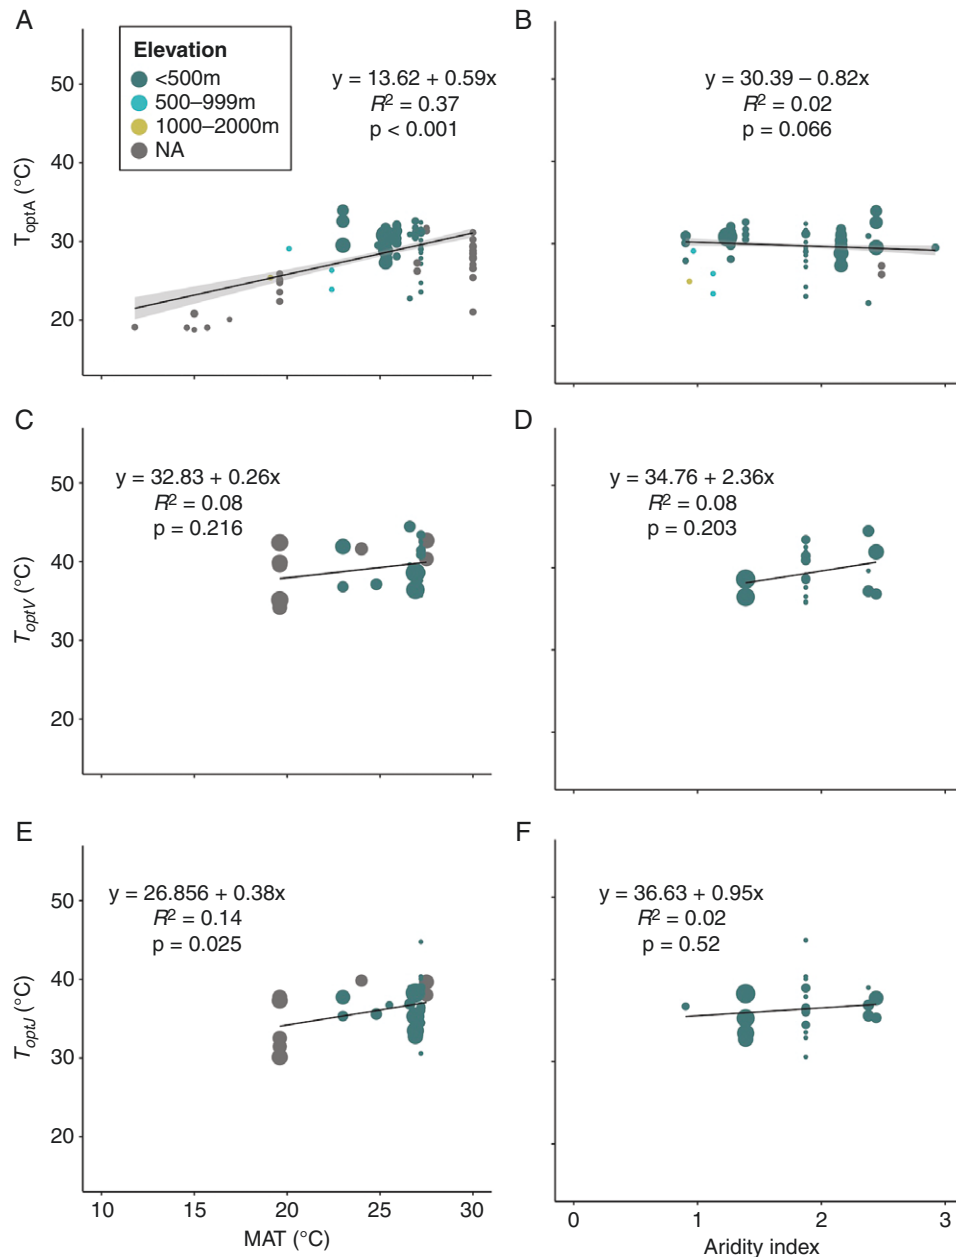 A
Elevation
<500m
500–999m
1000–2000m
NA
y = 13.62 + 0.59x
R² = 0.37
p < 0.001
50
40
30
20
ToptA (°C)
B
y = 30.39 – 0.82x
R² = 0.02
p = 0.066
C
y = 32.83 + 0.26x
R² = 0.08
p = 0.216
50
40
30
20
ToptV (°C)
D
y = 34.76 + 2.36x
R² = 0.08
p = 0.203
E
y = 26.856 + 0.38x
R² = 0.14
p = 0.025
50
40
30
20
ToptJ (°C)
10 15 20 25 30
MAT (°C)
F
y = 36.63 + 0.95x
R² = 0.02
p = 0.52
0 1 2 3
Aridity index